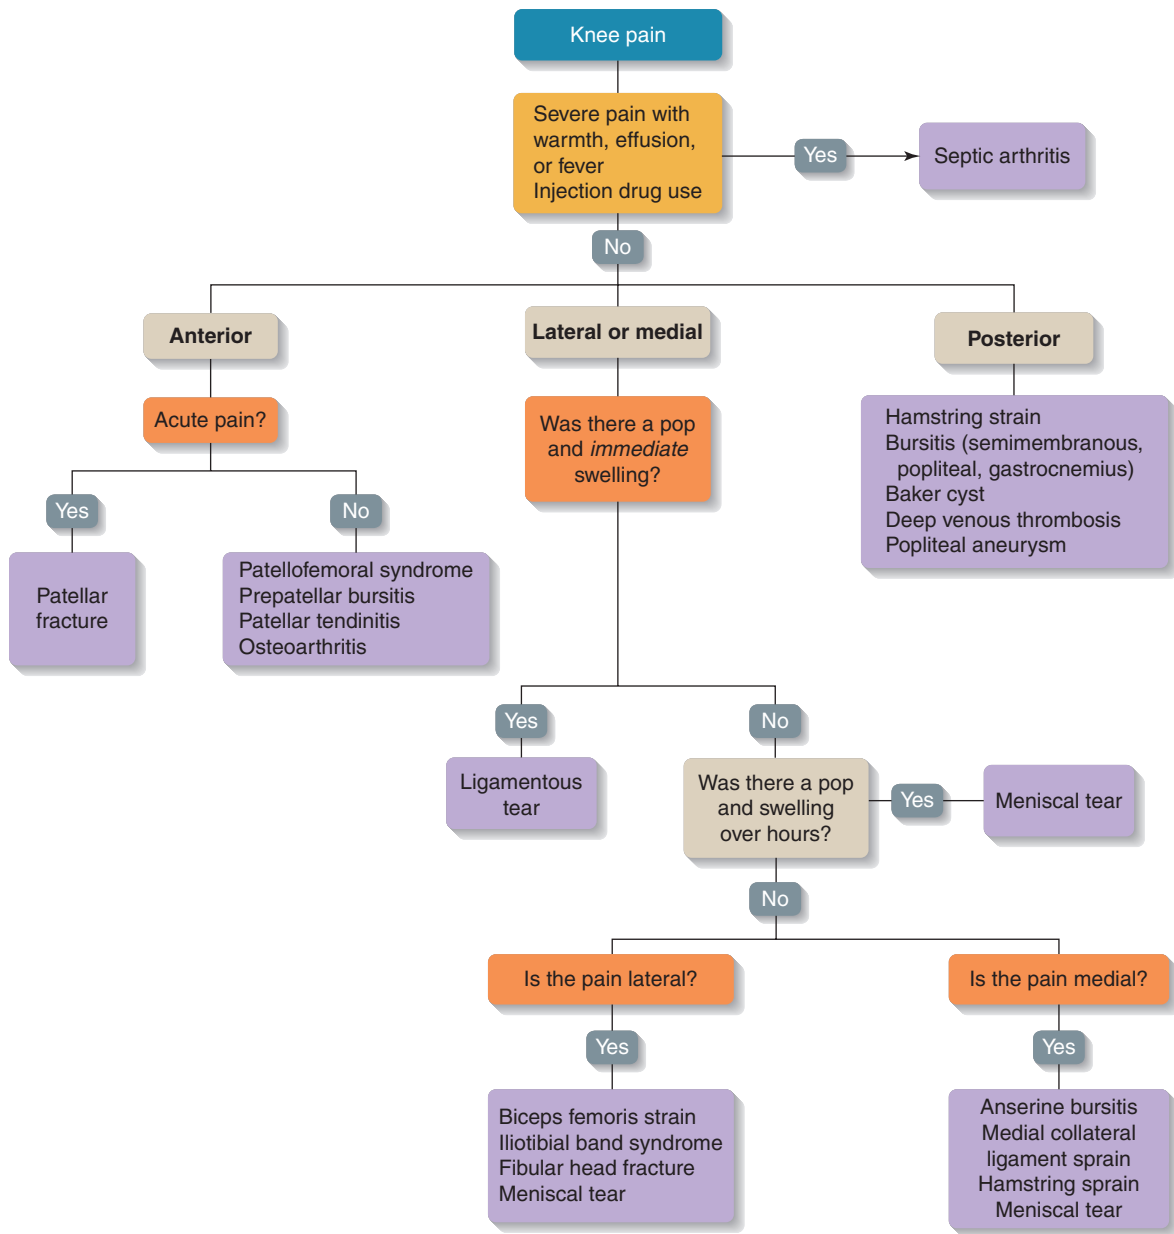 Knee pain
Severe pain with
warmth, effusion,
or fever
Injection drug use
Yes
Septic arthritis
No
Anterior
Lateral or medial
Posterior
Acute pain?
Was there a pop
and immediate
swelling?
Hamstring strain
Bursitis (semimembranous,
popliteal, gastrocnemius)
Baker cyst
Deep venous thrombosis
Popliteal aneurysm
Yes
No
Patellar
fracture
Patellofemoral syndrome
Prepatellar bursitis
Patellar tendinitis
Osteoarthritis
Yes
No
Ligamentous
tear
Was there a pop
and swelling
over hours?
Yes
Meniscal tear
No
Is the pain lateral?
Is the pain medial?
Yes
Yes
Biceps femoris strain
Iliotibial band syndrome
Fibular head fracture
Meniscal tear
Anserine bursitis
Medial collateral
ligament sprain
Hamstring sprain
Meniscal tear